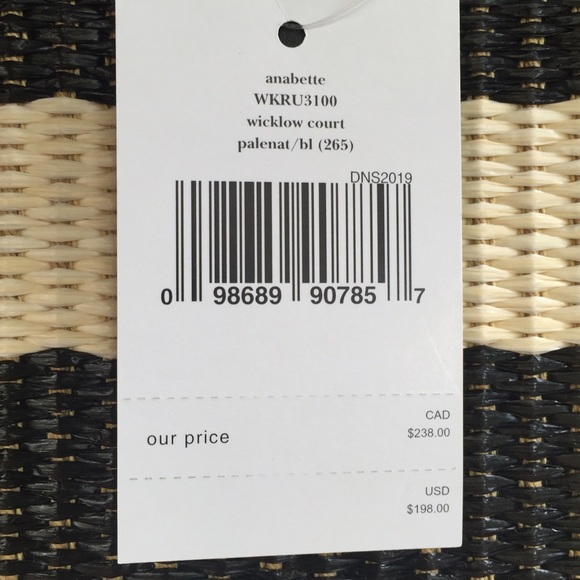 anabette
WKRU3100
wicklow court
palenat/bl (265)
DNS2019
0 98689 90785 7
our price
CAD
$238.00
USD
$198.00